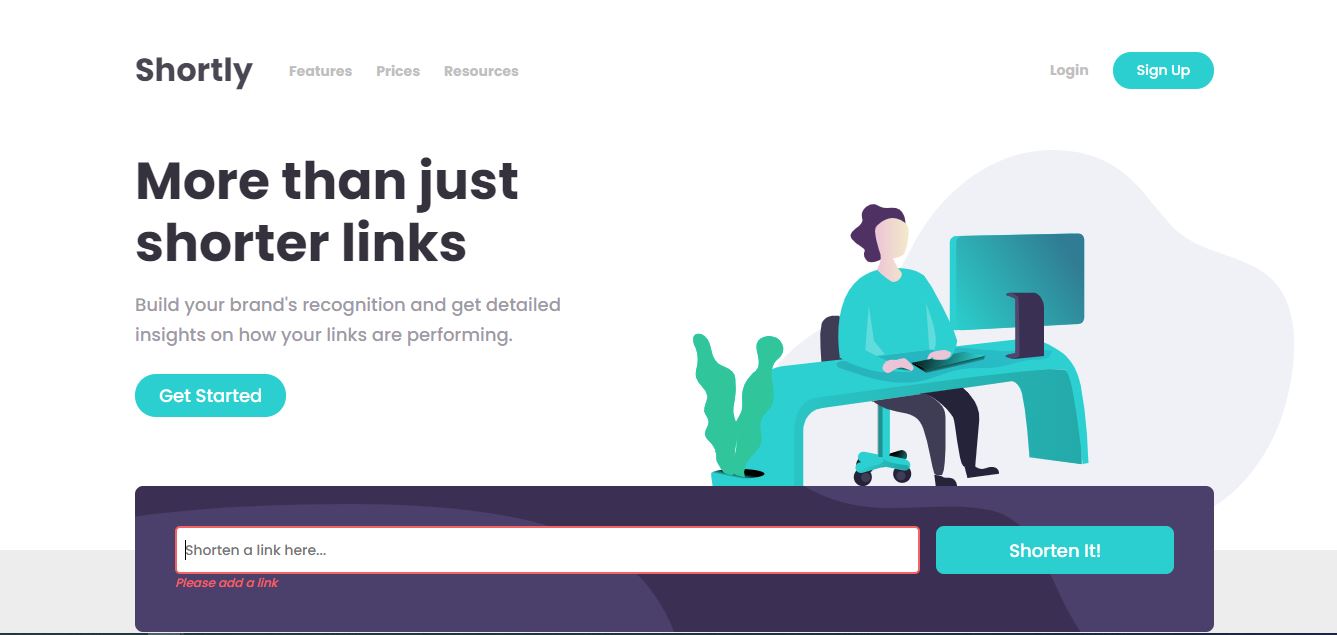 Shortly
Features Prices Resources
Login
Sign Up
More than just
shorter links
Build your brand's recognition and get detailed
insights on how your links are performing.
Get Started
Shorten a link here...
Shorten It!
Please add a link